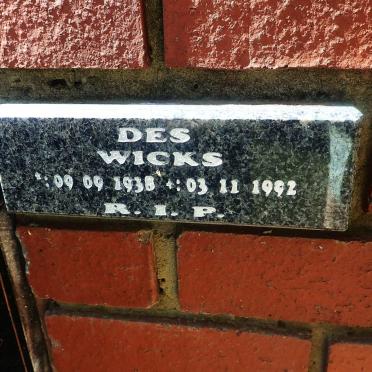 DES
WICKS
*:09 09 1938 +:03 11 1992
R. I. P.